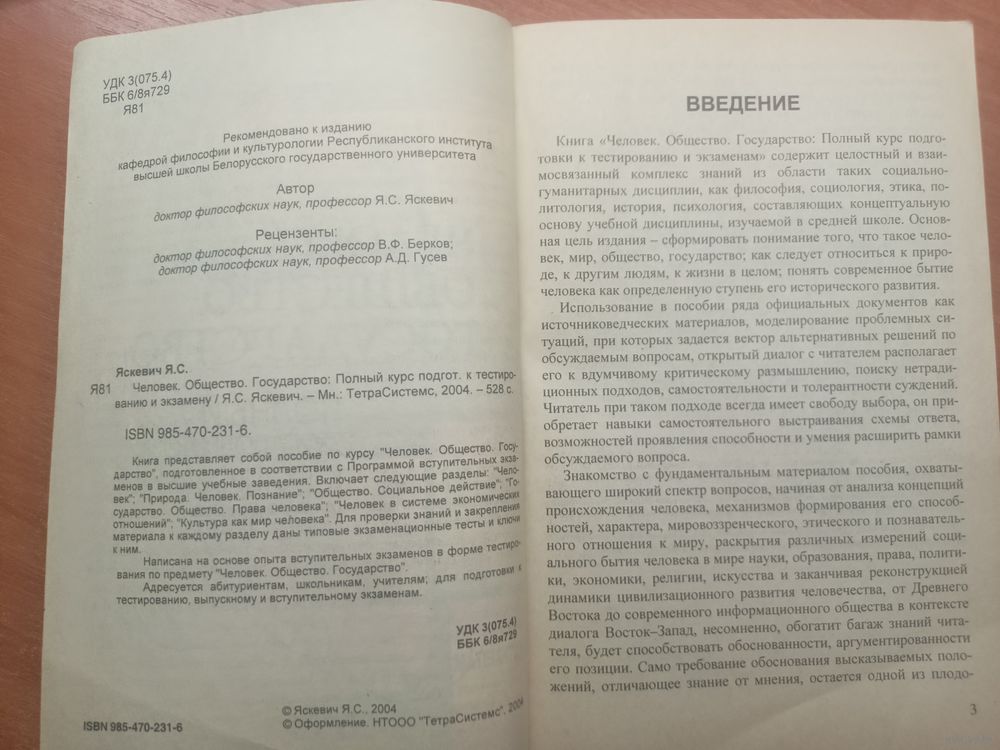 УДК 3(075.4)
ББК 6/8я729
Я81
Рекомендовано к изданию
кафедрой философии и культурологии Республиканского института
высшей школы Белорусского государственного университета
Автор
доктор философских наук, профессор Я.С. Яскевич
Рецензенты:
доктор философских наук, профессор В.Ф. Берков;
доктор философских наук, профессор А.Д. Гусев
Яскевич Я.С.
Я81 Человек. Общество. Государство: Полный курс подгот. к тестиро-
ванию и экзамену / Я.С. Яскевич. – Мн.: ТетраСистемс, 2004. – 528 с.
ISBN 985-470-231-6.
Книга представляет собой пособие по курсу "Человек. Общество. Госу-
дарство", подготовленное в соответствии с Программой вступительных экза-
менов в высшие учебные заведения. Включает следующие разделы: "Чело-
век"; "Природа. Человек. Познание"; "Общество. Социальное действие"; "Го-
сударство. Общество. Права человека"; "Человек в системе экономических
отношений"; "Культура как мир человека". Для проверки знаний и закрепления
материала к каждому разделу даны типовые экзаменационные тесты и ключи
к ним.
Написана на основе опыта вступительных экзаменов в форме тестиро-
вания по предмету "Человек. Общество. Государство".
Адресуется абитуриентам, школьникам, учителям; для подготовки к
тестированию, выпускному и вступительному экзаменам.
УДК 3(075.4)
ББК 6/8я729
© Яскевич Я.С., 2004
ISBN 985-470-231-6 © Оформление. НТООО "ТетраСистемс", 2004
ВВЕДЕНИЕ
Книга «Человек. Общество. Государство: Полный курс подго-
товки к тестированию и экзаменам» содержит целостный и взаи-
мосвязанный комплекс знаний из области таких социально-
гуманитарных дисциплин, как философия, социология, этика, по-
литология, история, психология, составляющих концептуальную
основу учебной дисциплины, изучаемой в средней школе. Основ-
ная цель издания – сформировать понимание того, что такое чело-
век, мир, общество, государство; как следует относиться к приро-
де, к другим людям, к жизни в целом; понять современное бытие
человека как определенную ступень его исторического развития.
Использование в пособии ряда официальных документов как
источниковедческих материалов, моделирование проблемных си-
туаций, при которых задается вектор альтернативных решений по
обсуждаемым вопросам, открытый диалог с читателем располагает
его к вдумчивому критическому размышлению, поиску нетради-
ционных подходов, самостоятельности и толерантности суждений.
Читатель при таком подходе всегда имеет свободу выбора, он при-
обретает навыки самостоятельного выстраивания схемы ответа,
возможностей проявления способности и умения расширить рамки
обсуждаемого вопроса.
Знакомство с фундаментальным материалом пособия, охваты-
вающего широкий спектр вопросов, начиная от анализа концепций
происхождения человека, механизмов формирования его способ-
ностей, характера, мировоззренческого, этического и познаватель-
ного отношения к миру, раскрытия различных измерений соци-
ального бытия человека в мире науки, образования, права, полити-
ки, экономики, религии, искусства и заканчивая реконструкцией
динамики цивилизационного развития человечества, от Древнего
Востока до современного информационного общества в контексте
диалога Восток–Запад, несомненно, обогатит багаж знаний чита-
теля, будет способствовать обоснованности, аргументированности
его позиции. Само требование обоснования высказываемых поло-
жений, отличающее знание от мнения, остается одной из плодо-
3